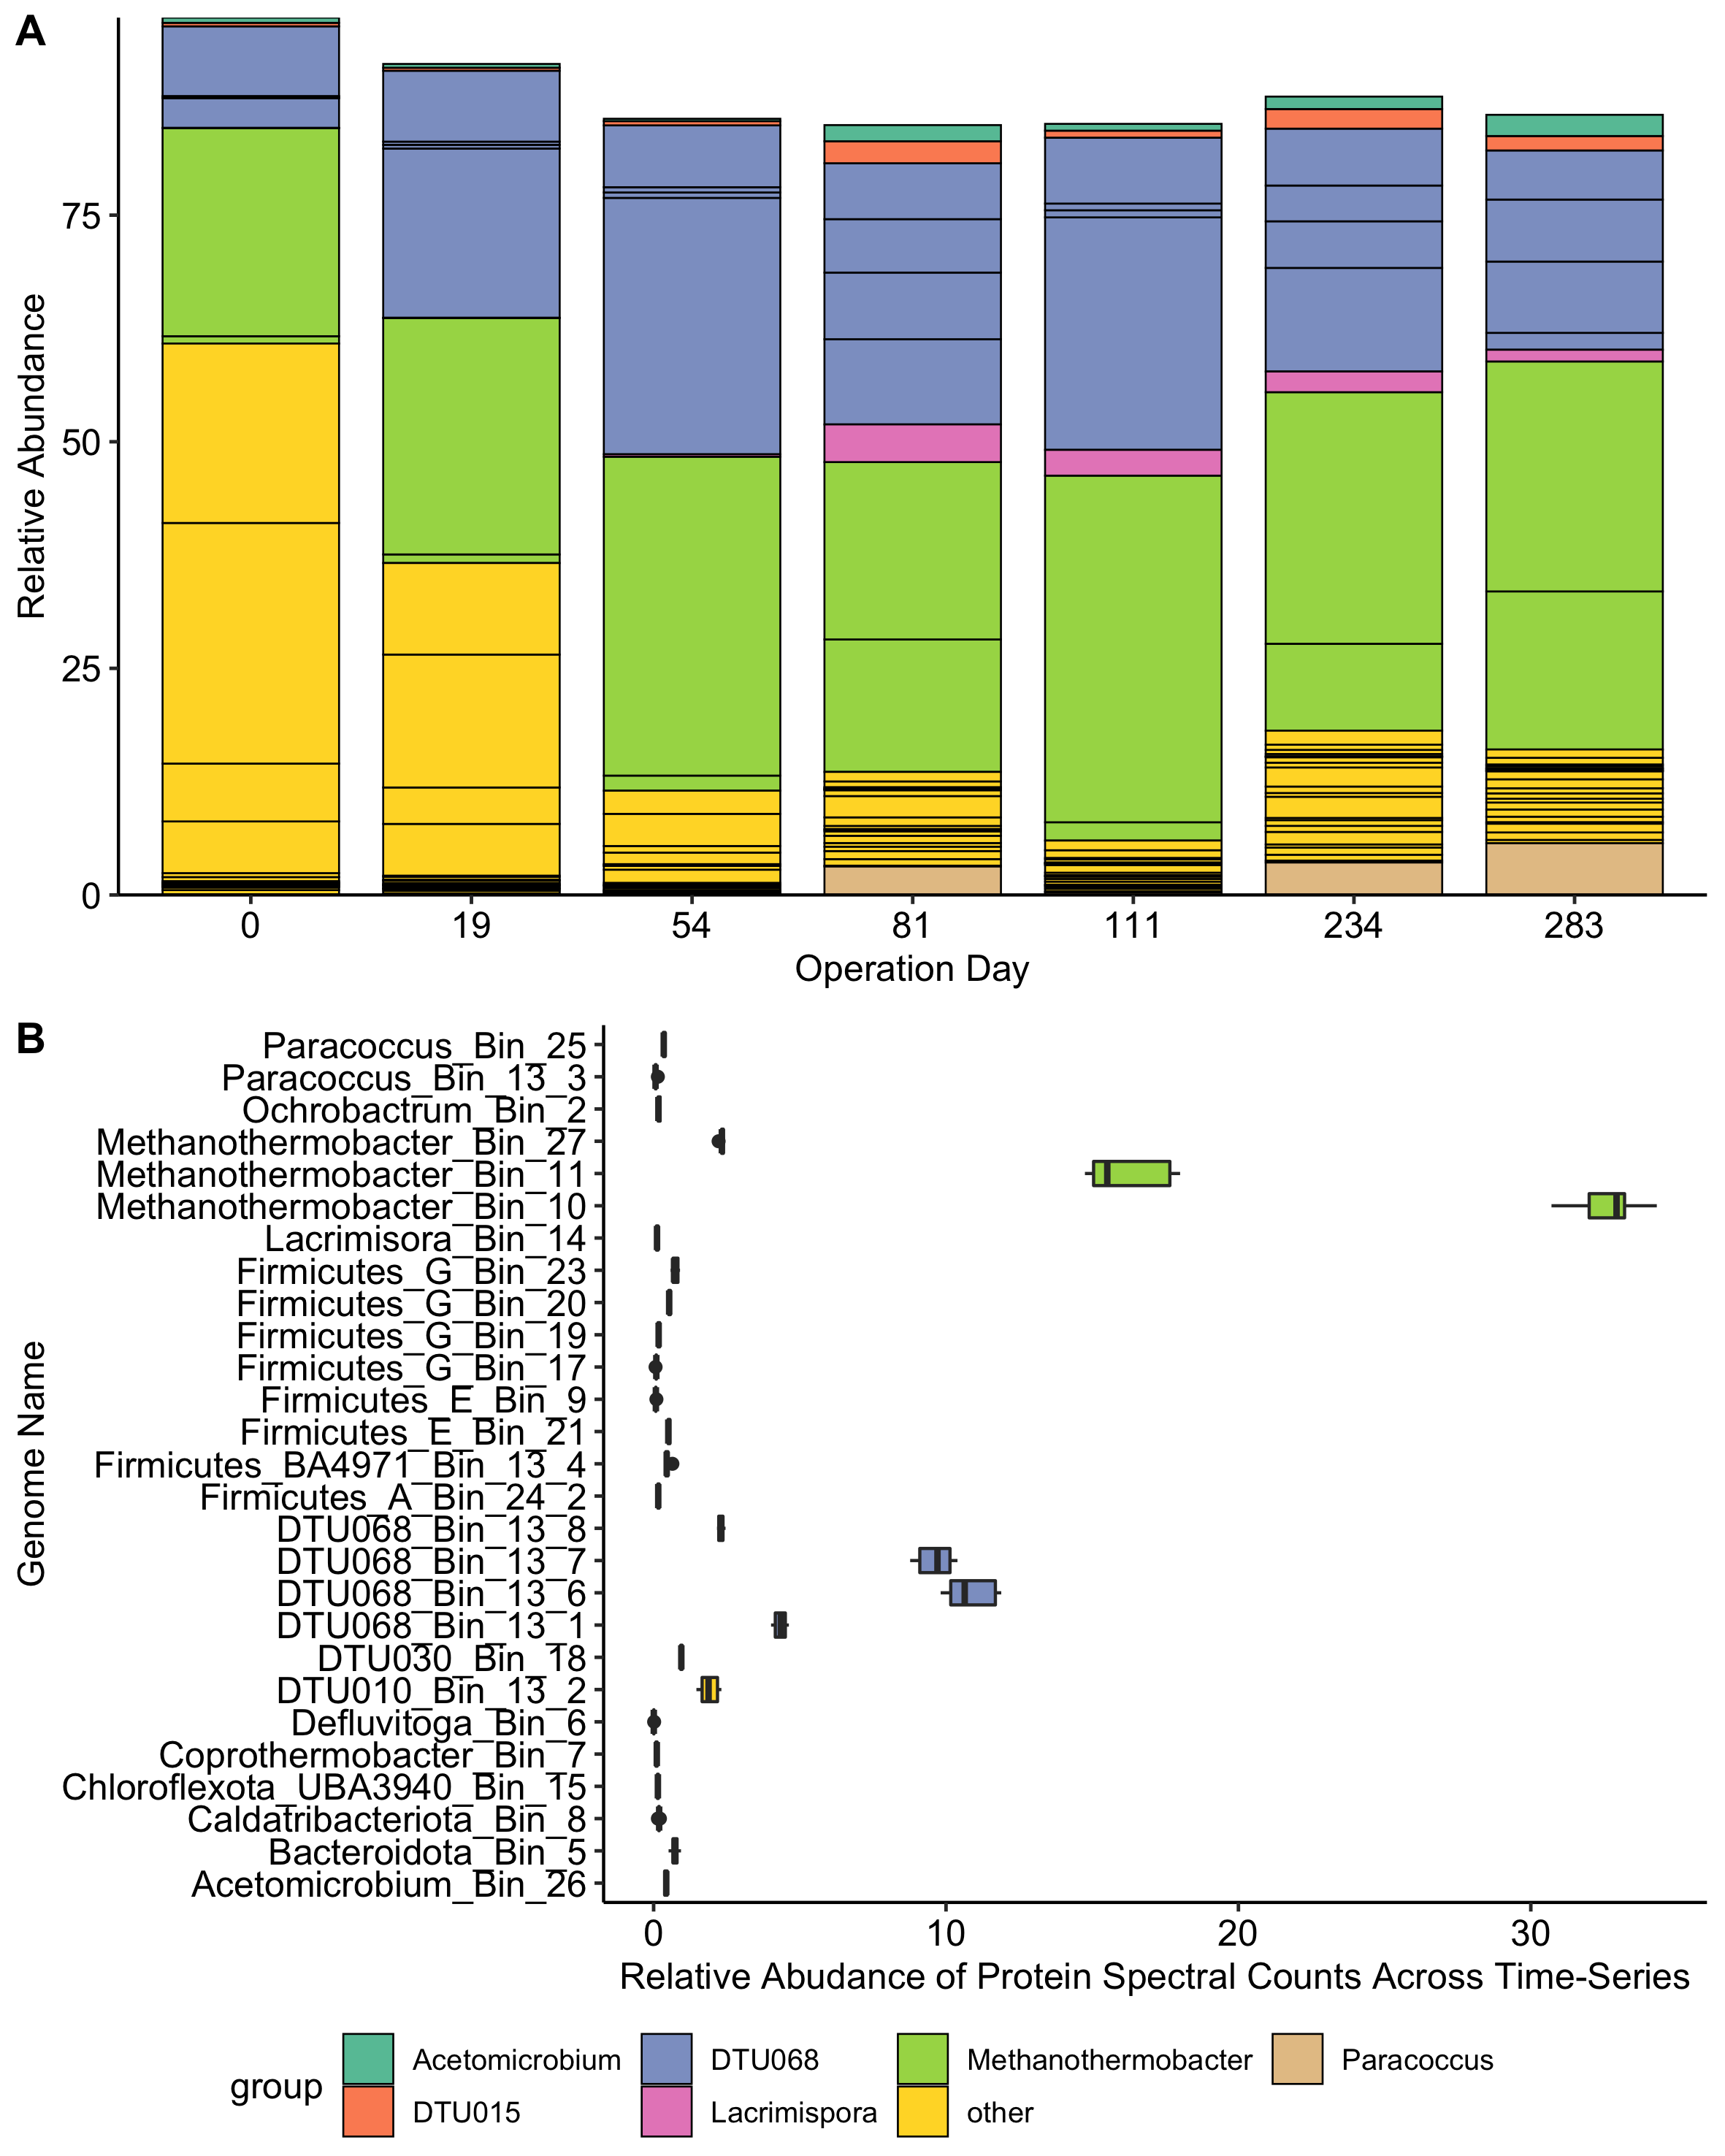 A
Relative Abundance
75
50
25
0
0 19 54 81 111 234 283
Operation Day
B
Genome Name
Paracoccus_Bin_25
Paracoccus_Bin_13_3
Ochrobactrum_Bin_2
Methanothermobacter_Bin_27
Methanothermobacter_Bin_11
Methanothermobacter_Bin_10
Lacrimisora_Bin_14
Firmicutes_G_Bin_23
Firmicutes_G_Bin_20
Firmicutes_G_Bin_19
Firmicutes_G_Bin_17
Firmicutes_E_Bin_9
Firmicutes_E_Bin_21
Firmicutes_BA4971_Bin_13_4
Firmicutes_A_Bin_24_2
DTU068_Bin_13_8
DTU068_Bin_13_7
DTU068_Bin_13_6
DTU068_Bin_13_1
DTU030_Bin_18
DTU010_Bin_13_2
Defluvitoga_Bin_6
Coprothermobacter_Bin_7
Chloroflexota_UBA3940_Bin_15
Caldatribacteriota_Bin_8
Bacteroidota_Bin_5
Acetomicrobium_Bin_26
0 10 20 30
Relative Abudance of Protein Spectral Counts Across Time-Series
group
Acetomicrobium DTU068 Methanothermobacter Paracoccus
DTU015 Lacrimispora other